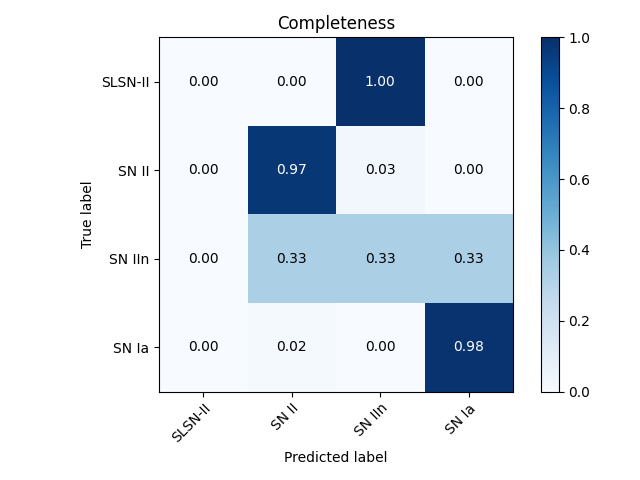 Completeness
True label
SLSN-II 0.00 0.00 1.00 0.00
SN II 0.00 0.97 0.03 0.00
SN IIn 0.00 0.33 0.33 0.33
SN Ia 0.00 0.02 0.00 0.98
SLSN-II SN II SN IIn SN Ia
Predicted label
1.0
0.8
0.6
0.4
0.2
0.0